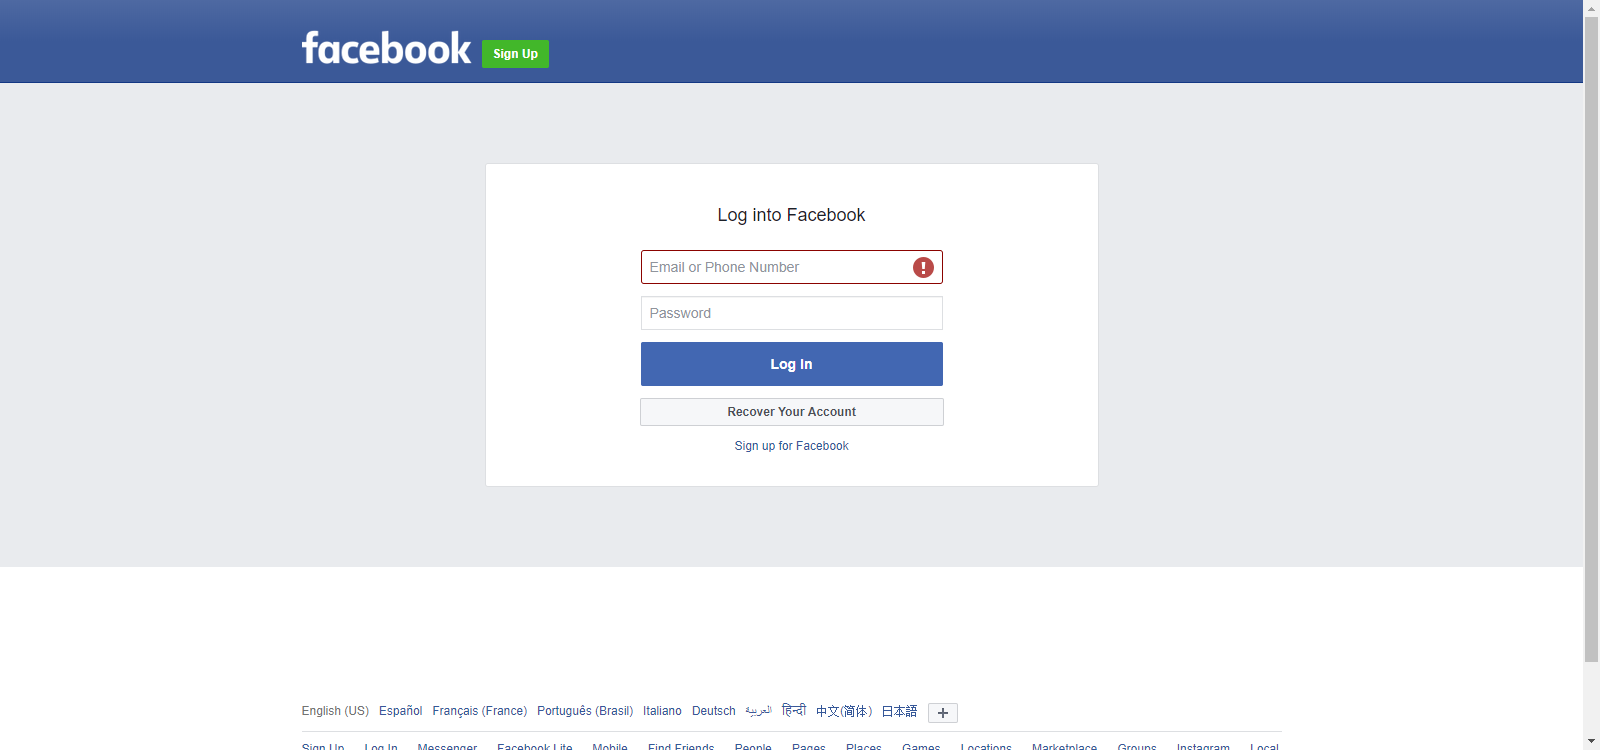 facebook Sign Up
Log into Facebook
Email or Phone Number
Password
Log In
Recover Your Account
Sign up for Facebook
English (US) Español Français (France) Português (Brasil) Italiano Deutsch العربية हिन्दी 中文(简体) 日本語
Sign Up Log In Messenger Facebook Lite Mobile Find Friends People Pages Places Games Locations Marketplace Groups Instagram Local